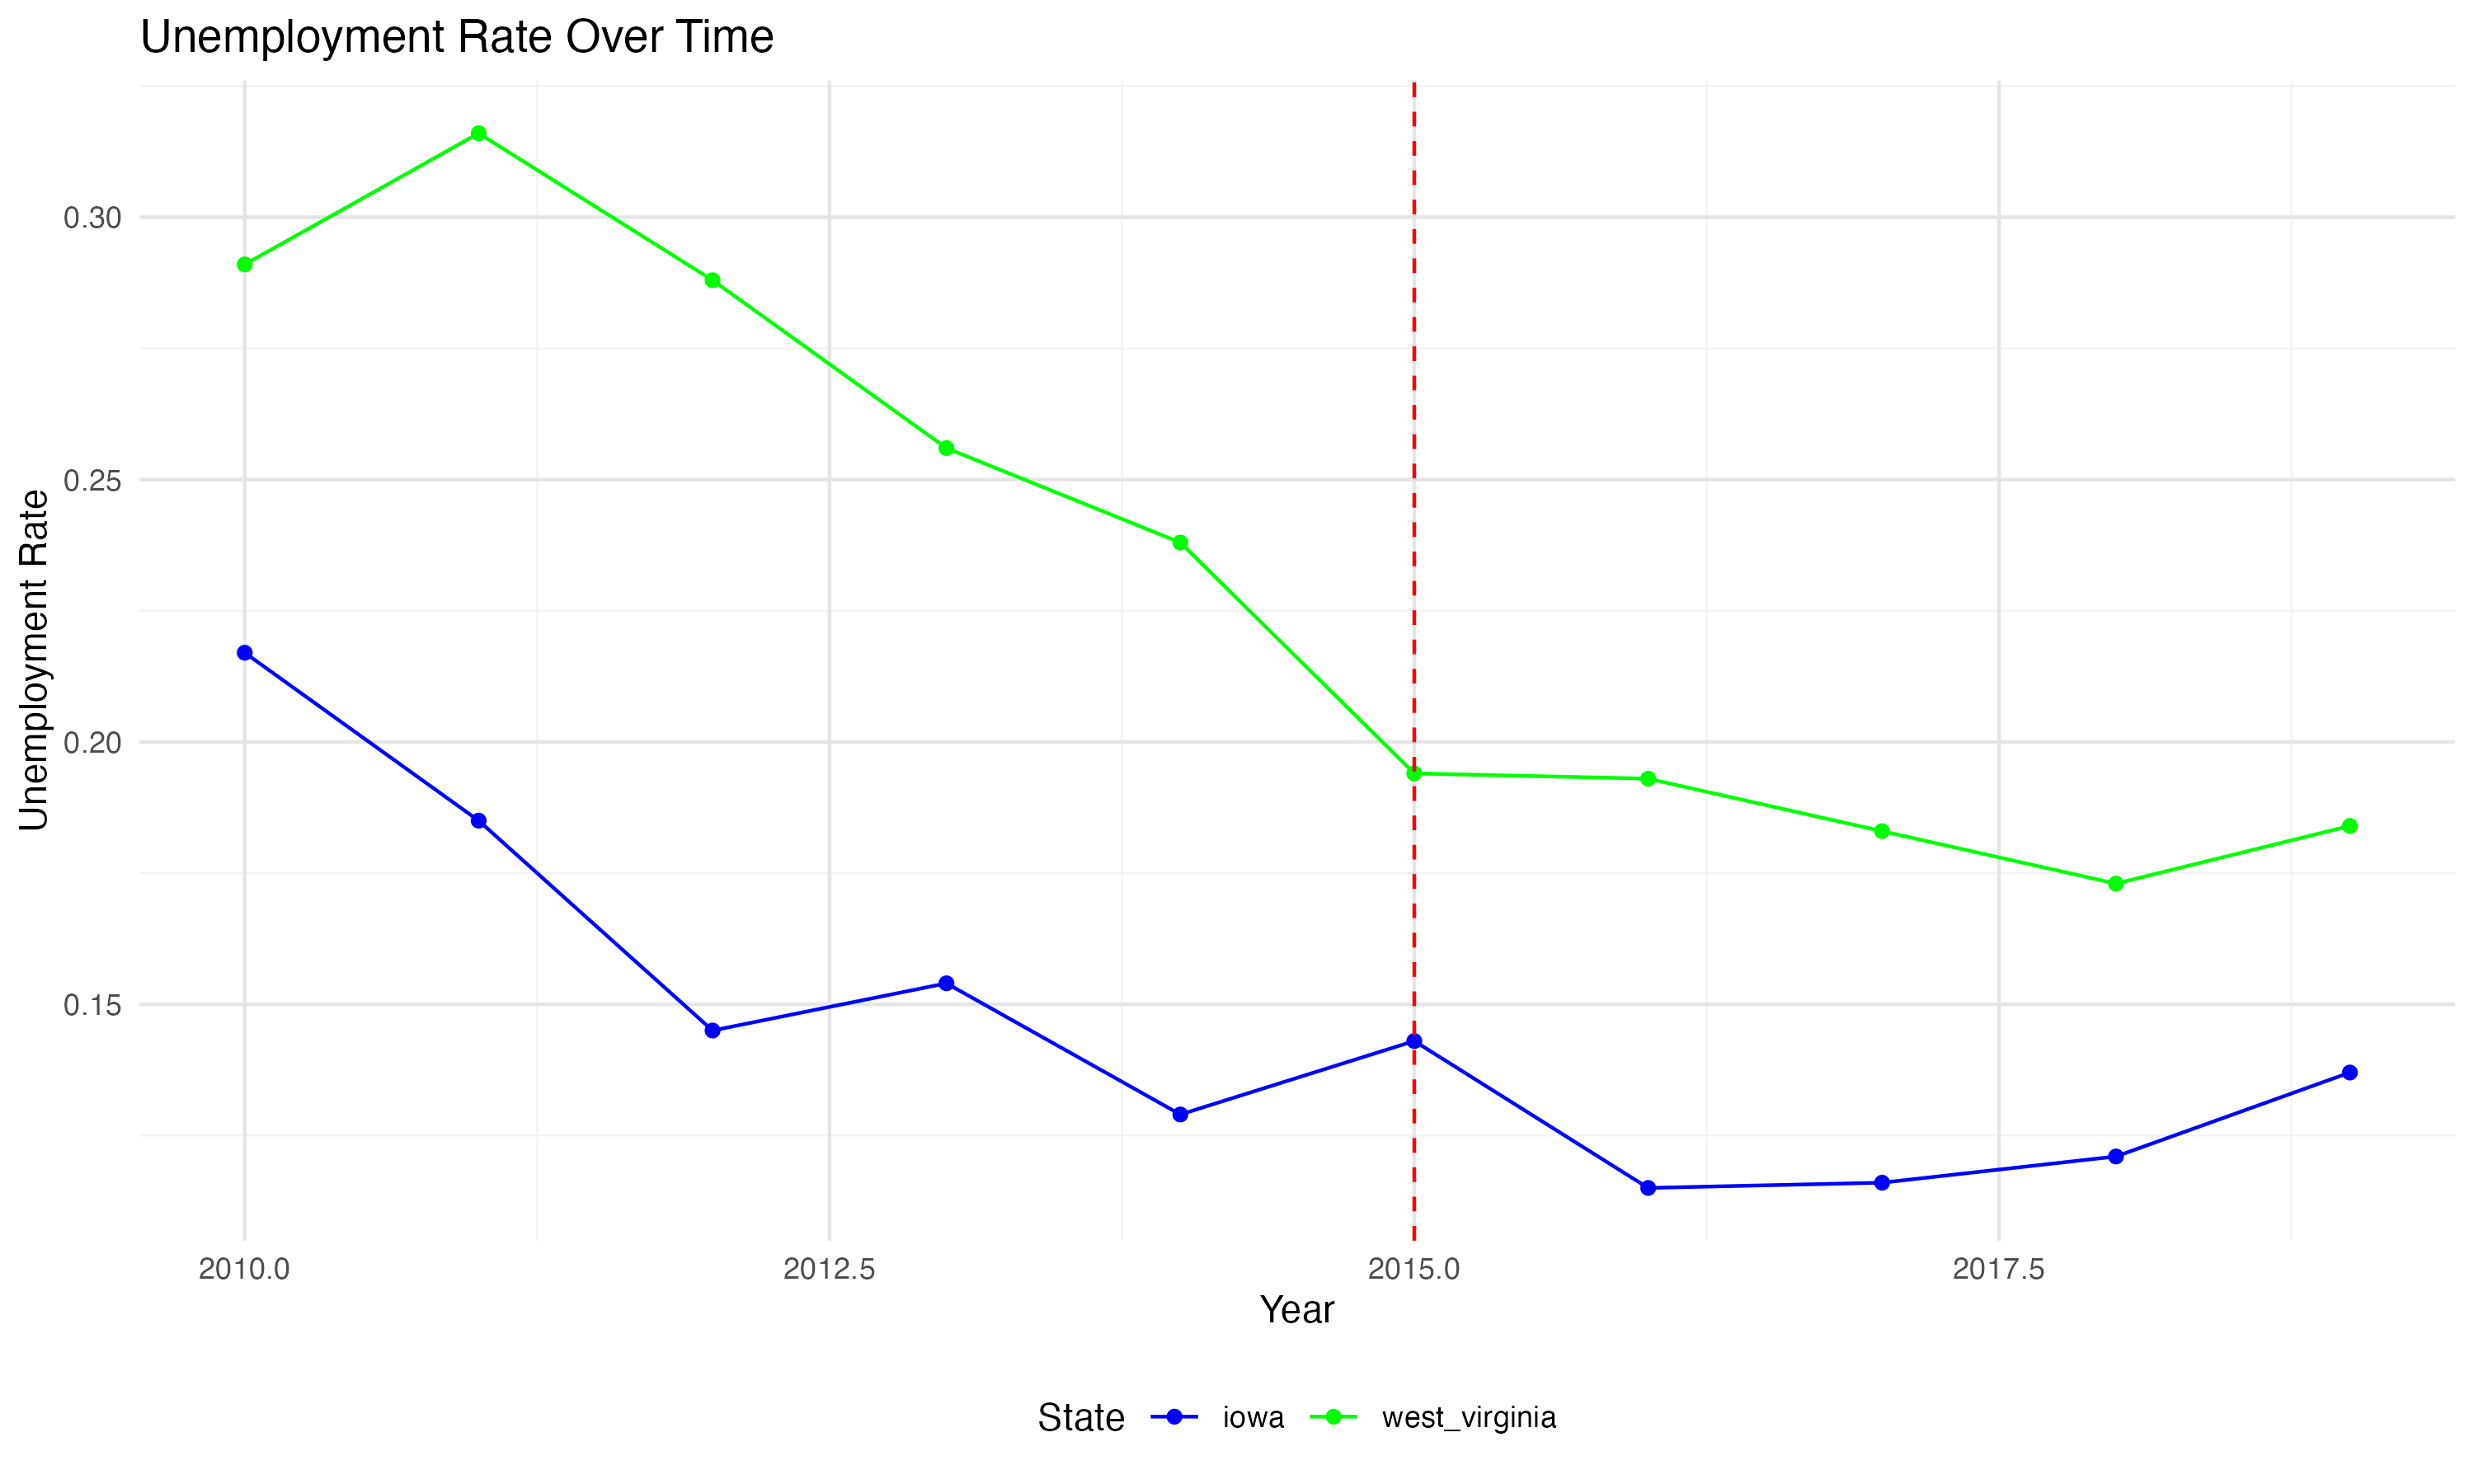 Unemployment Rate Over Time
Unemployment Rate
0.30
0.25
0.20
0.15
2010.0 2012.5 2015.0 2017.5
Year
State iowa west_virginia